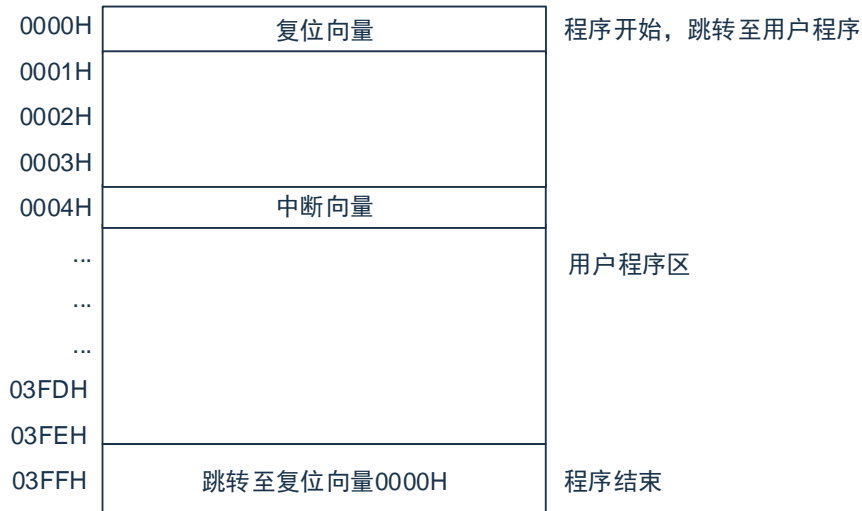 0000H 复位向量 程序开始，跳转至用户程序
0001H
0002H
0003H
0004H 中断向量
...
用户程序区
...
...
03FDH
03FEH
03FFH 跳转至复位向量0000H 程序结束